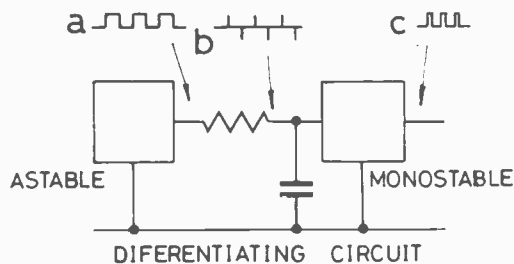 a
b
c
ASTABLE
MONOSTABLE
DIFERENTIATING CIRCUIT